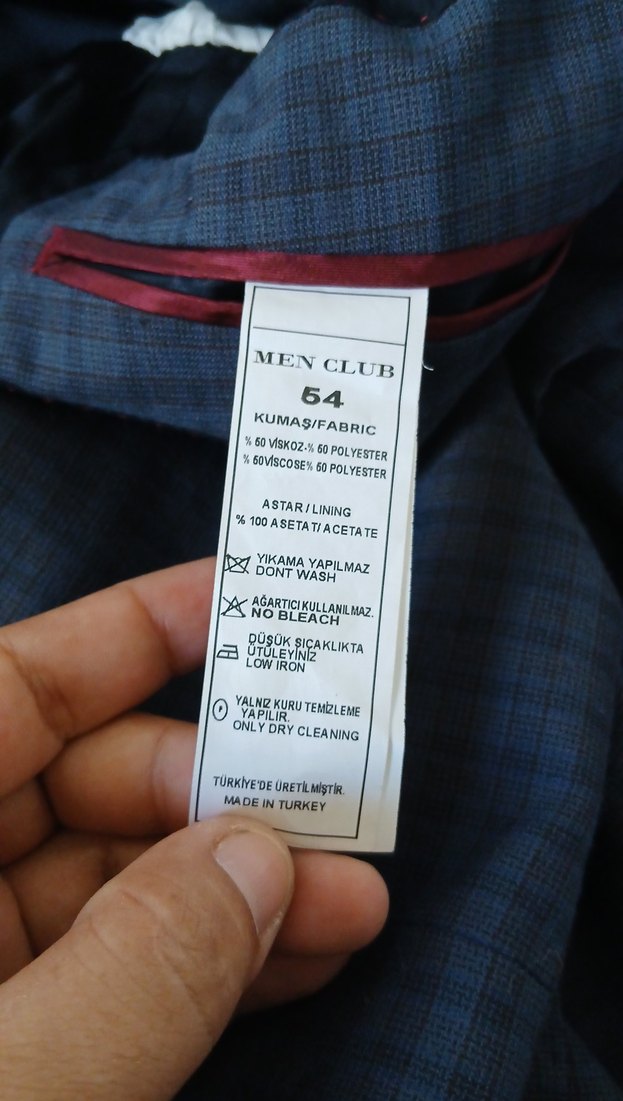 MEN CLUB
54
KUMAŞ/FABRIC
% 50 VİSKOZ-% 50 POLYESTER
% 50VİSCOSE% 50 POLYESTER
ASTAR / LINING
% 100 ASETAT/ ACETATE
YIKAMA YAPILMAZ
DONT WASH
AĞARTICI KULLANILMAZ.
NO BLEACH
DÜŞÜK SICAKLIKTA
ÜTÜLEYİNİZ
LOW IRON
P
YALNIZ KURU TEMİZLEME
YAPILIR.
ONLY DRY CLEANING
TÜRKİYE'DE ÜRETİLMİŞTİR.
MADE IN TURKEY